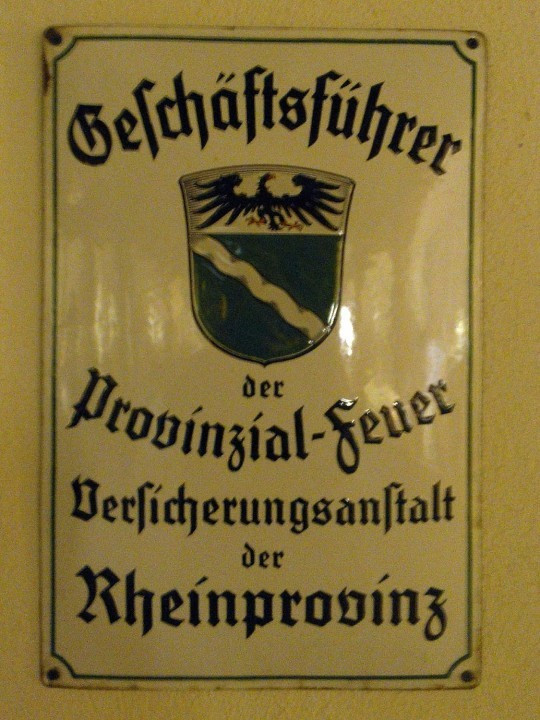 Geschäftsführer
der
Provinzial-Feuer
Versicherungsanstalt
der
Rheinprovinz